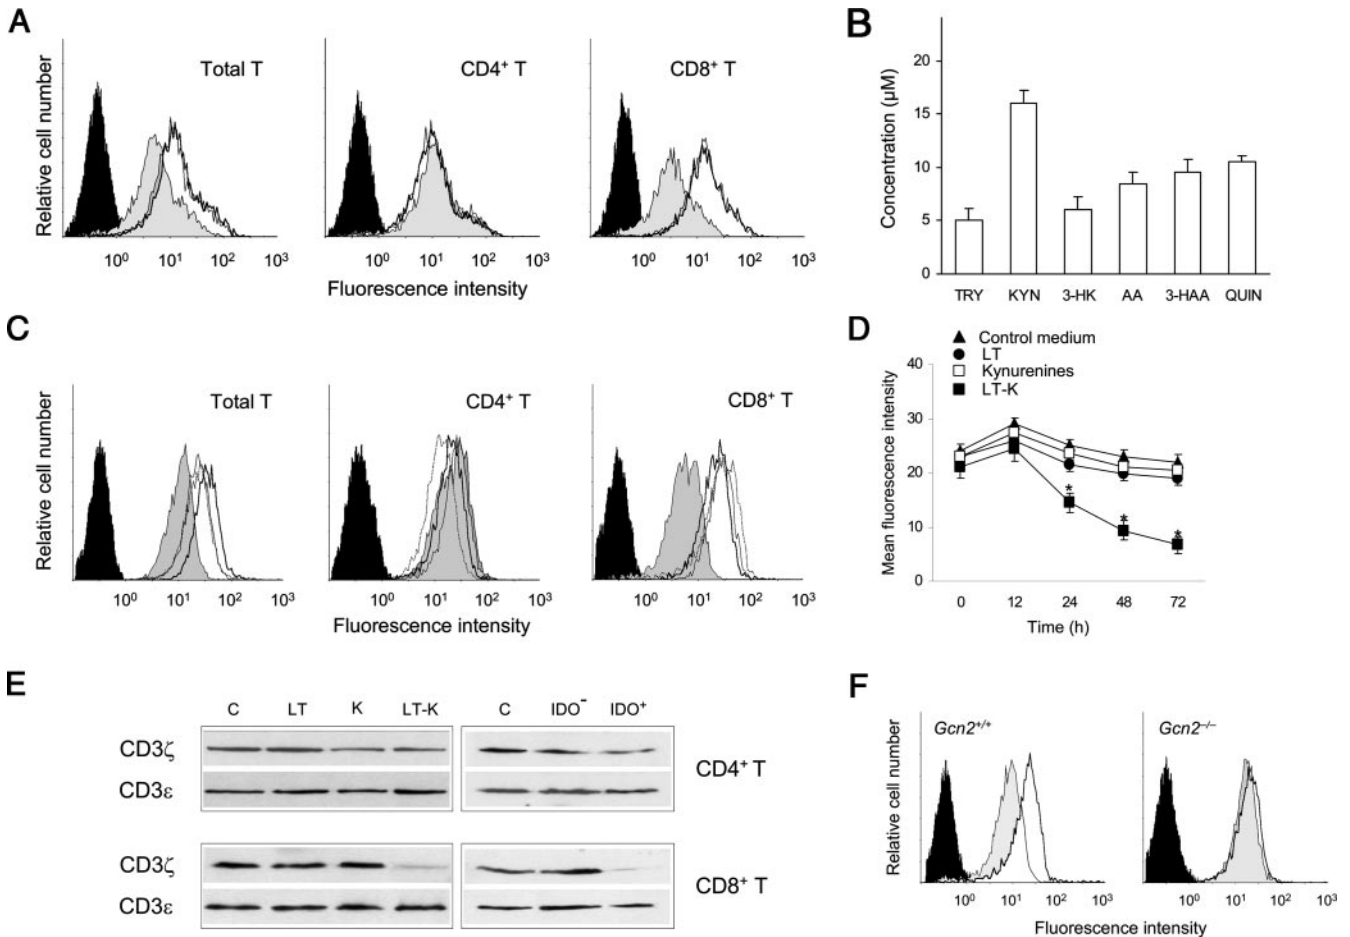 A
Relative cell number
Total T
CD4⁺ T
CD8⁺ T
10⁰ 10¹ 10² 10³
10⁰ 10¹ 10² 10³
10⁰ 10¹ 10² 10³
Fluorescence intensity
B
Concentration (µM)
20
15
10
5
0
TRY KYN 3-HK AA 3-HAA QUIN
C
Relative cell number
Total T
CD4⁺ T
CD8⁺ T
10⁰ 10¹ 10² 10³
10⁰ 10¹ 10² 10³
10⁰ 10¹ 10² 10³
Fluorescence intensity
D
Control medium
LT
Kynurenines
LT-K
Mean fluorescence intensity
40
30
20
10
0
* * *
0 12 24 48 72
Time (h)
E
C LT K LT-K
C IDO⁻ IDO⁺
CD3ζ
CD3ε
CD4⁺ T
CD3ζ
CD3ε
CD8⁺ T
F
Relative cell number
Gcn2⁺/⁺
Gcn2⁻/⁻
10⁰ 10¹ 10² 10³
10⁰ 10¹ 10² 10³
Fluorescence intensity